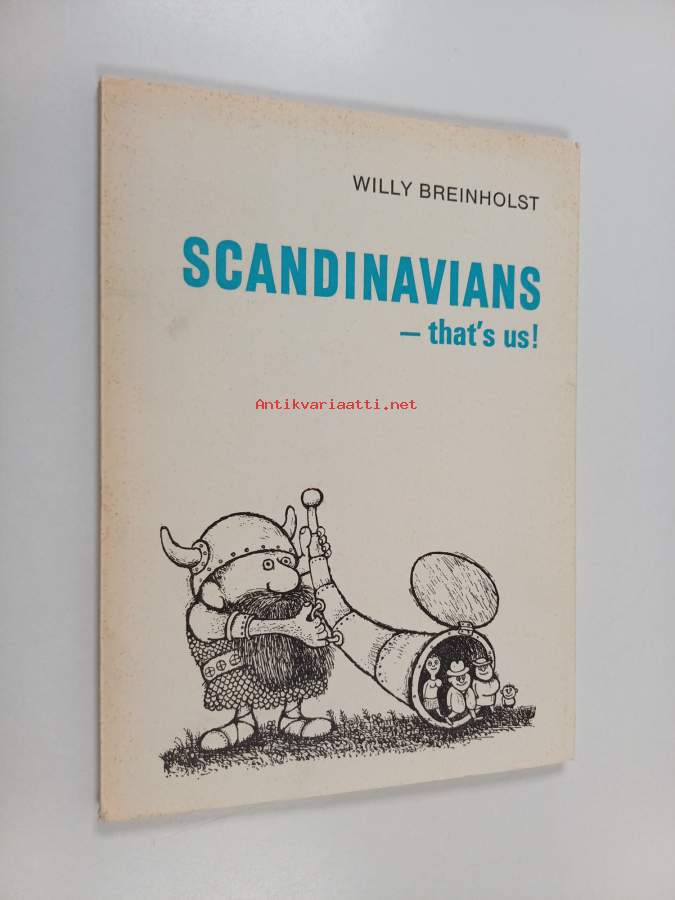 WILLY BREINHOLST
SCANDINAVIANS
– that's us!
Antikvariaatti.net